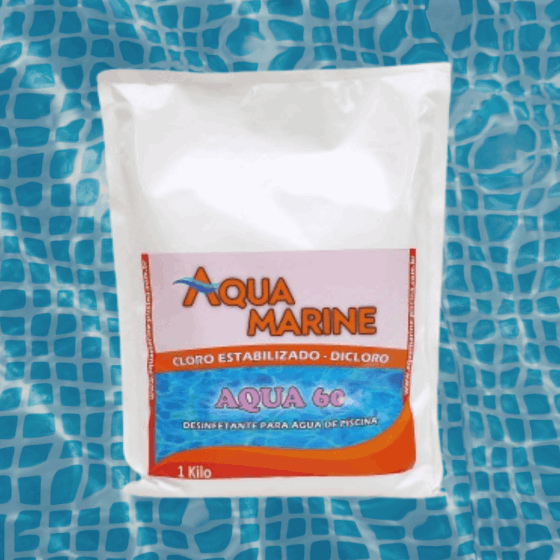 AQUA
MARINE
CLORO ESTABILIZADO - DICLORO
AQUA 60
DESINFETANTE PARA ÁGUA DE PISCINA
1 Kilo